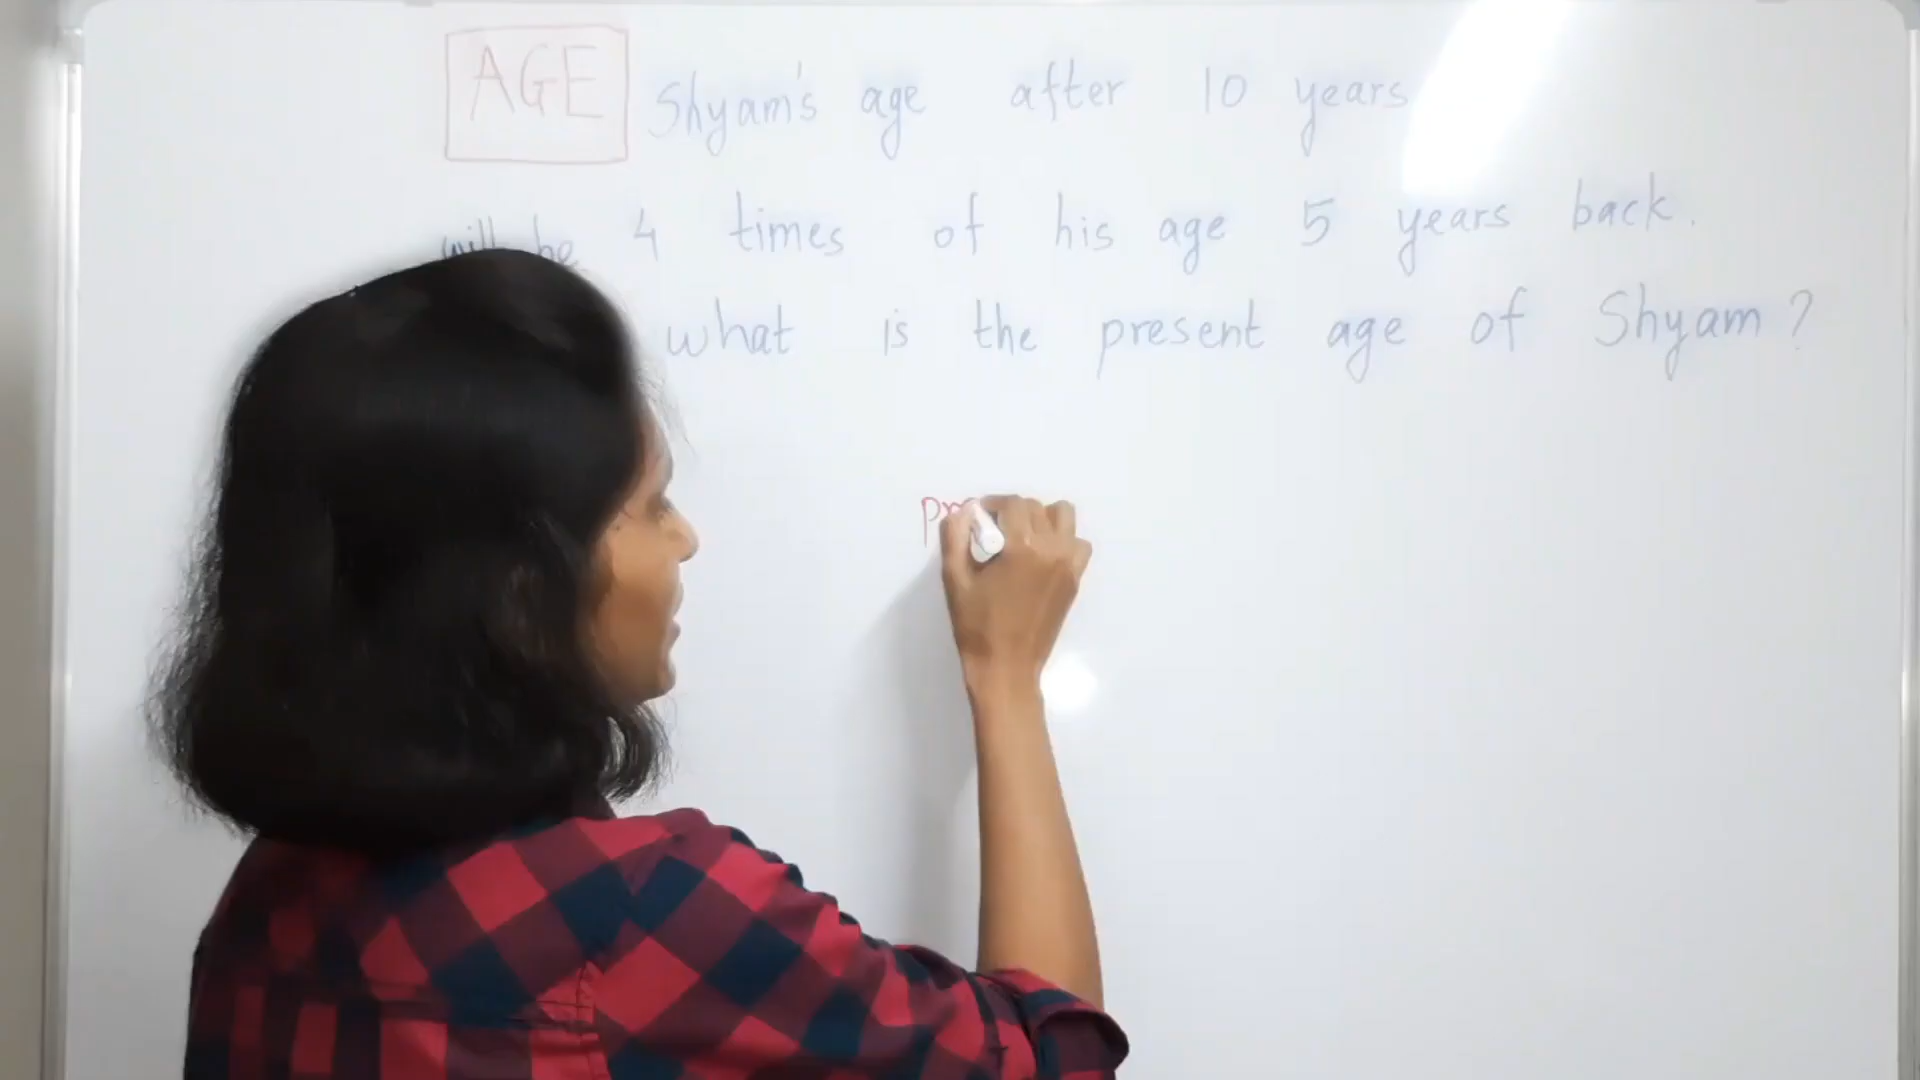 AGE Shyam's age after 10 years
will be 4 times of his age 5 years back.
what is the present age of Shyam?
pre